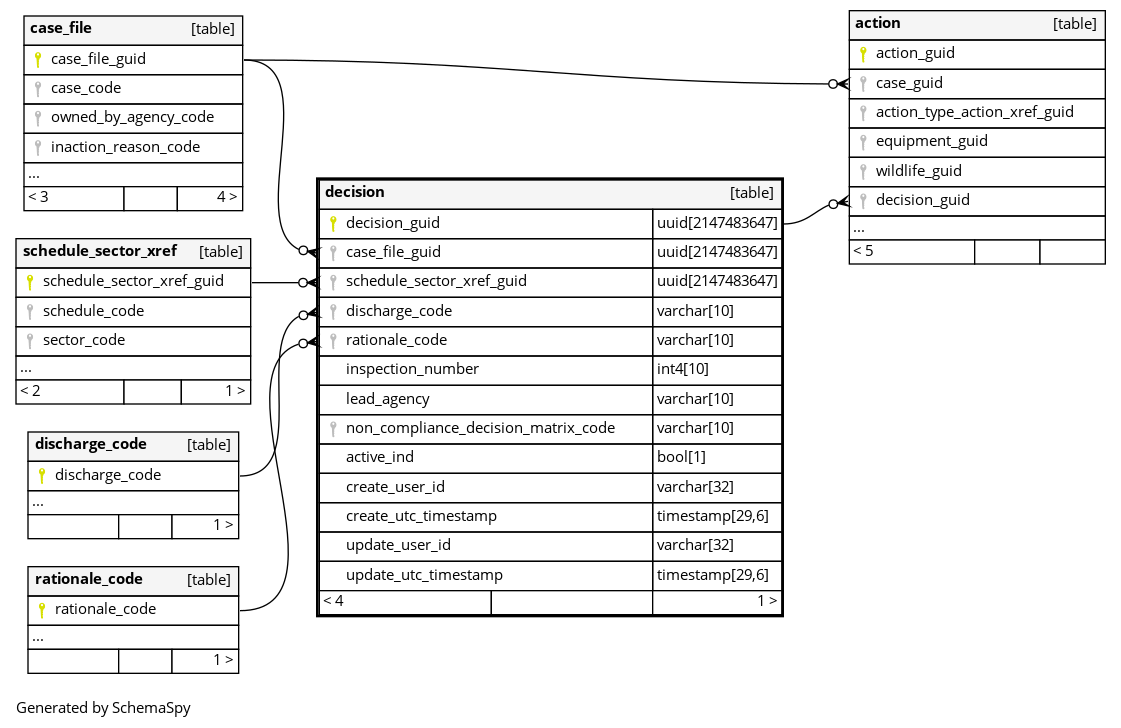 case_file [table]
case_file_guid
case_code
owned_by_agency_code
inaction_reason_code
...
< 3 4 >
schedule_sector_xref [table]
schedule_sector_xref_guid
schedule_code
sector_code
...
< 2 1 >
discharge_code [table]
discharge_code
...
1 >
rationale_code [table]
rationale_code
...
1 >
decision [table]
decision_guid uuid[2147483647]
case_file_guid uuid[2147483647]
schedule_sector_xref_guid uuid[2147483647]
discharge_code varchar[10]
rationale_code varchar[10]
inspection_number int4[10]
lead_agency varchar[10]
non_compliance_decision_matrix_code varchar[10]
active_ind bool[1]
create_user_id varchar[32]
create_utc_timestamp timestamp[29,6]
update_user_id varchar[32]
update_utc_timestamp timestamp[29,6]
< 4 1 >
action [table]
action_guid
case_guid
action_type_action_xref_guid
equipment_guid
wildlife_guid
decision_guid
...
< 5
Generated by SchemaSpy